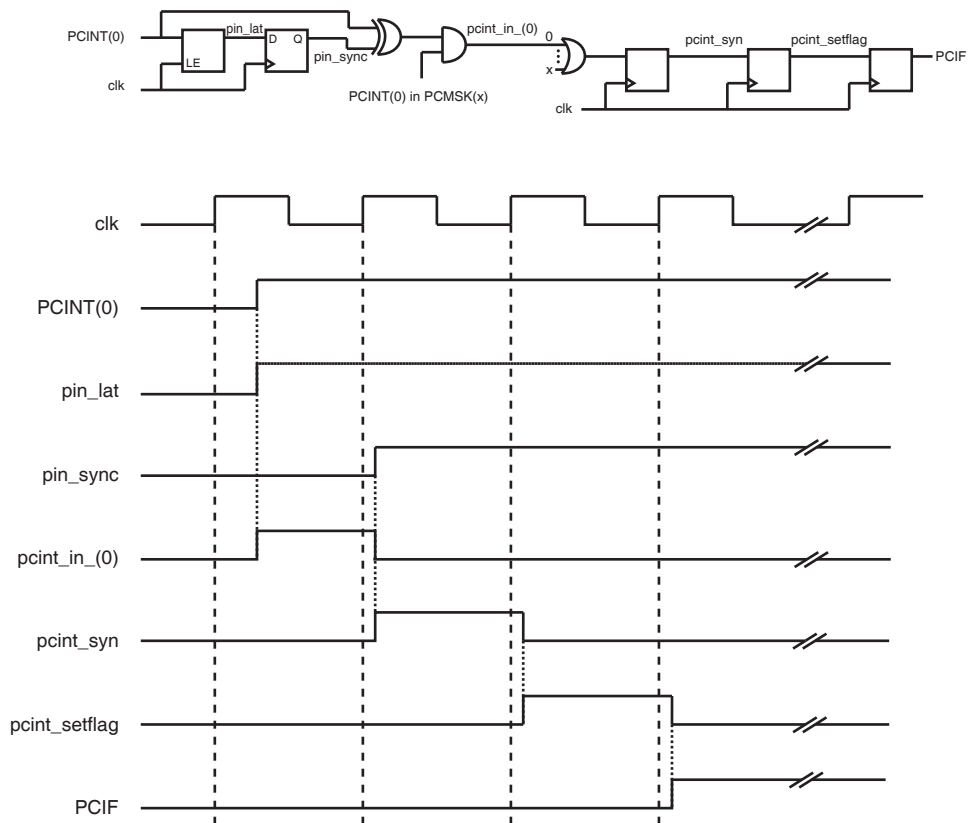 PCINT(0)
clk
LE
pin_lat
D Q
pin_sync
PCINT(0) in PCMSK(x)
pcint_in_(0)
0
x
clk
pcint_syn
pcint_setflag
PCIF
clk
PCINT(0)
pin_lat
pin_sync
pcint_in_(0)
pcint_syn
pcint_setflag
PCIF